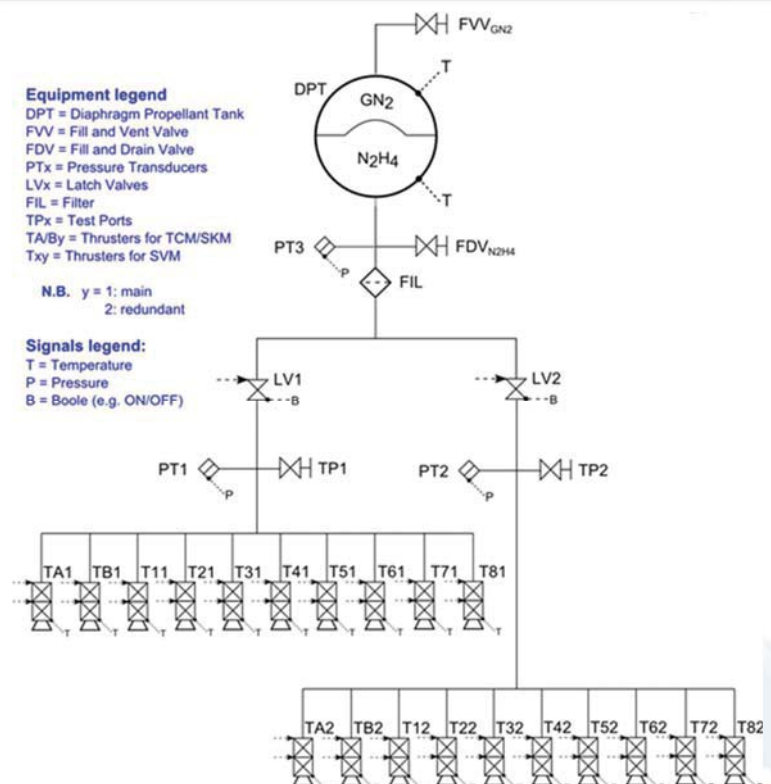 FVV GN2
T
DPT
GN2
N2H4
T
Equipment legend
DPT = Diaphragm Propellant Tank
FVV = Fill and Vent Valve
FDV = Fill and Drain Valve
PTx = Pressure Transducers
LVx = Latch Valves
FIL = Filter
TPx = Test Ports
TA/By = Thrusters for TCM/SKM
Txy = Thrusters for SVM
N.B. y = 1: main
2: redundant
Signals legend:
T = Temperature
P = Pressure
B = Boole (e.g. ON/OFF)
PT3
P
FDV N2H4
FIL
LV1
B
LV2
B
PT1
P
TP1
PT2
P
TP2
TA1 TB1 T11 T21 T31 T41 T51 T61 T71 T81
T T T T T T T T T T
TA2 TB2 T12 T22 T32 T42 T52 T62 T72 T82